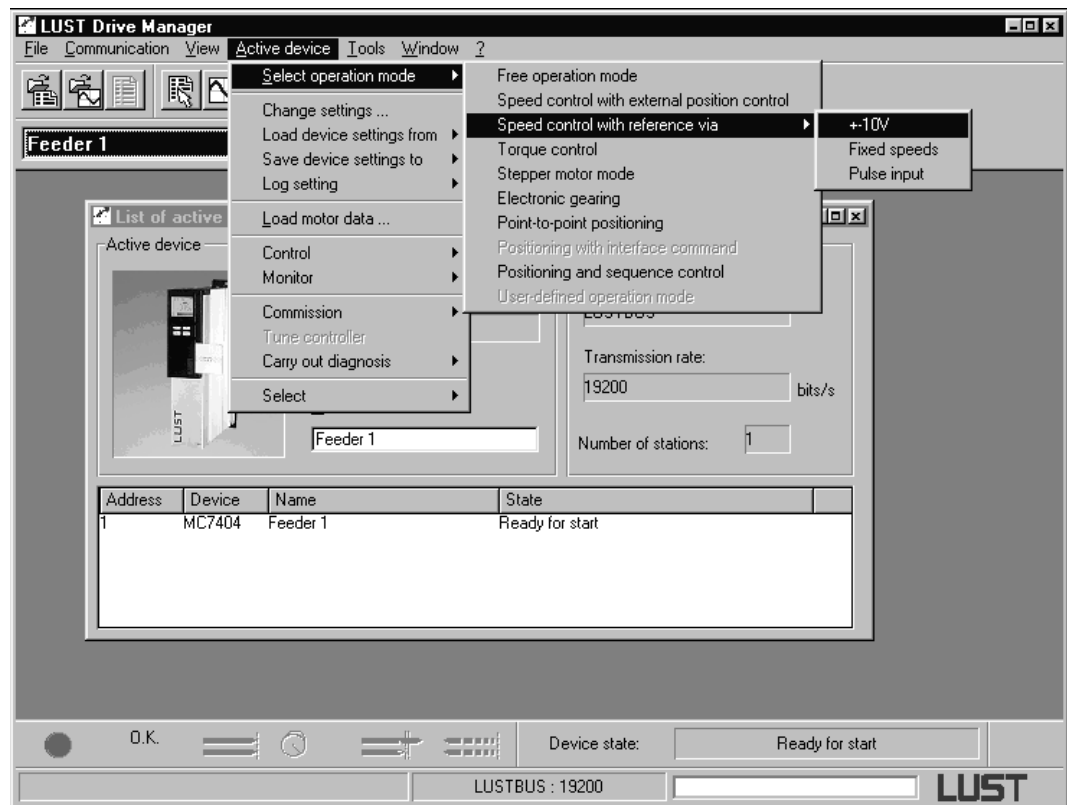 LUST Drive Manager
File Communication View Active device Tools Window ?
Feeder 1
Select operation mode
Change settings ...
Load device settings from
Save device settings to
Log setting
Load motor data ...
Control
Monitor
Commission
Tune controller
Carry out diagnosis
Select
Free operation mode
Speed control with external position control
Speed control with reference via
Torque control
Stepper motor mode
Electronic gearing
Point-to-point positioning
Positioning with interface command
Positioning and sequence control
User-defined operation mode
+-10V
Fixed speeds
Pulse input
List of active
Active device
LUST
Feeder 1
LUSTBUS
Transmission rate:
19200 bits/s
Number of stations: 1
Address Device Name State
1 MC7404 Feeder 1 Ready for start
O.K. Device state: Ready for start
LUSTBUS : 19200 LUST